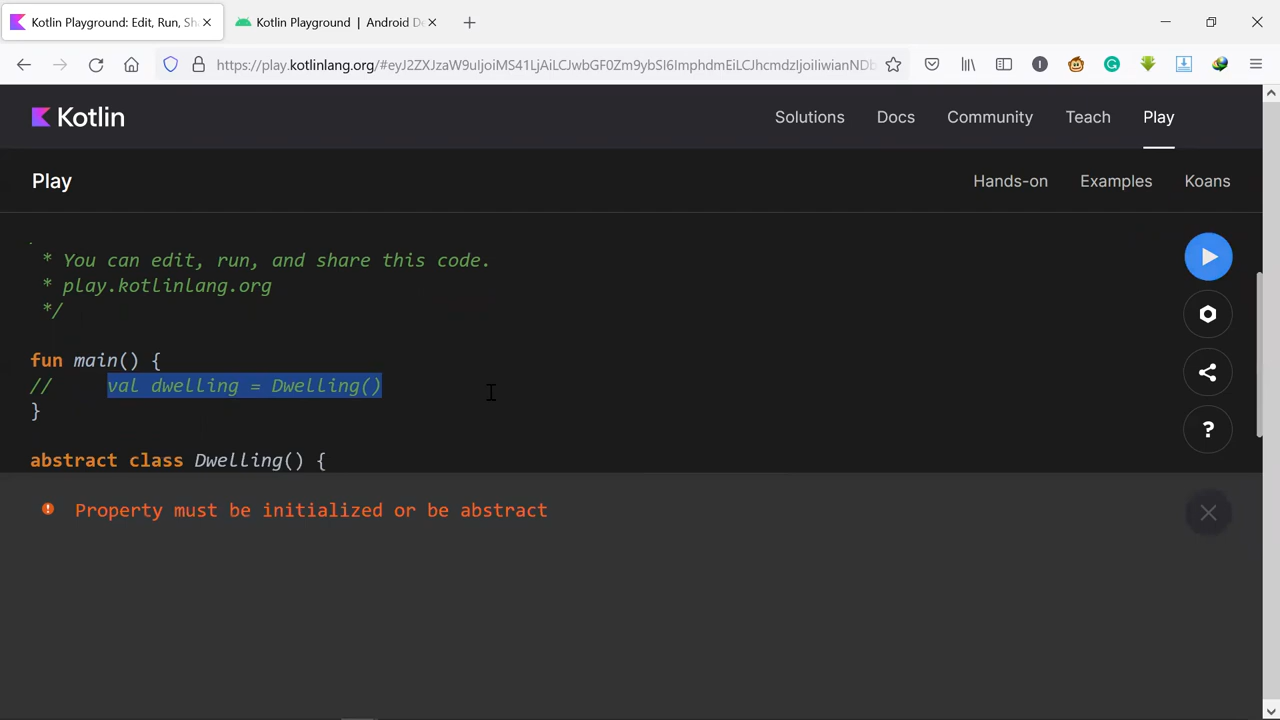 Kotlin Playground: Edit, Run, Sh
Kotlin Playground | Android De
https://play.kotlinlang.org/#eyJ2ZXJzaW9uIjoiMS41LjAiLCJwbGF0Zm9ybSI6ImphdmEiLCJhcmdzIjoiIiwianNDb
Kotlin
Solutions
Docs
Community
Teach
Play
Play
Hands-on
Examples
Koans
* You can edit, run, and share this code.
* play.kotlinlang.org
*/
fun main() {
// val dwelling = Dwelling()
}
abstract class Dwelling() {
Property must be initialized or be abstract